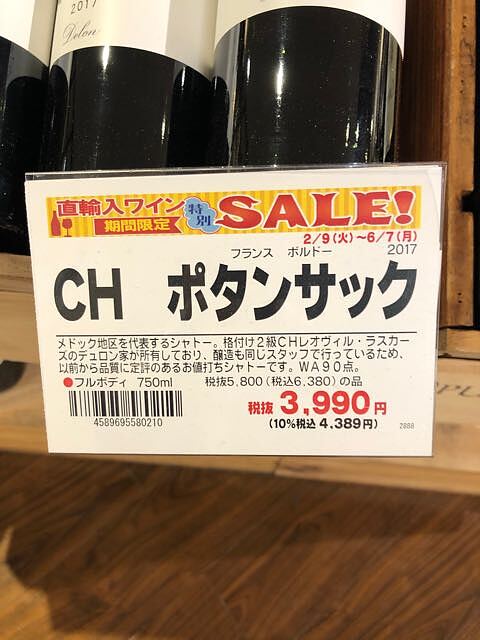 2017
Delon
直輸入ワイン
期間限定
特別
SALE!
2/9(火)~6/7(月)
フランス ボルドー 2017
CH ポタンサック
メドック地区を代表するシャトー。格付け2級CHレオヴィル・ラスカー
ズのデュロン家が所有しており、醸造も同じスタッフで行っているため、
以前から品質に定評のあるお値打ちシャトーです。WA90点。
●フルボディ 750ml 税抜5,800(税込6,380)の品
4589695580210
税抜 3,990円
(10%税込 4,389円)
2888